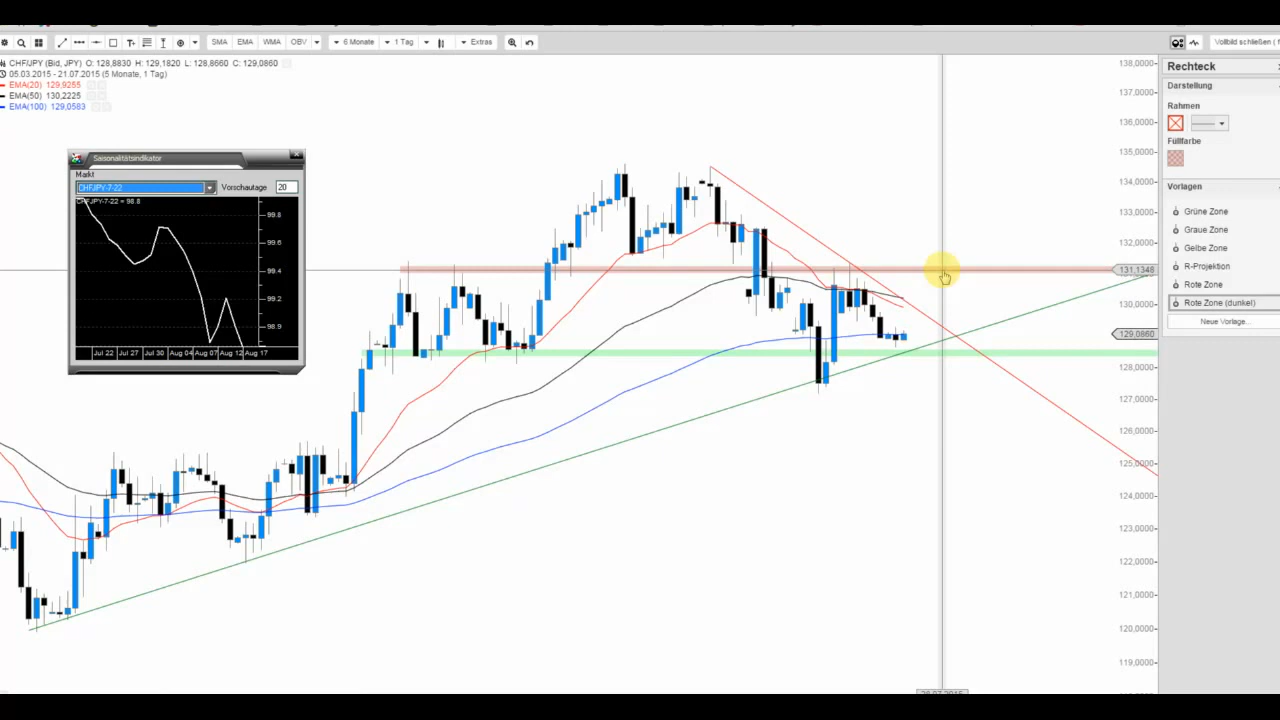 SMA EMA WMA OBV 6 Monate 1 Tag Extras
Vollbild schließen
CHF/JPY (Bid, JPY) O: 128,8830 H: 129,1820 L: 128,8660 C: 129,0860
05.03.2015 - 21.07.2015 (5 Monate, 1 Tag)
EMA(20) 129,9255
EMA(50) 130,2225
EMA(100) 129,0583
Saisonalitätsindikator
Markt
CHFJPY-7-22 Vorschautage 20
CHFJPY-7-22 = 98.8
99.8
99.6
99.4
99.2
98.9
Jul 22 Jul 27 Jul 30 Aug 04 Aug 07 Aug 12 Aug 17
138,0000
137,0000
136,0000
135,0000
134,0000
133,0000
132,0000
131,1348
130,0000
129,0860
128,0000
127,0000
126,0000
125,0000
124,0000
123,0000
122,0000
121,0000
120,0000
119,0000
Rechteck
Darstellung
Rahmen
Füllfarbe
Vorlagen
Grüne Zone
Graue Zone
Gelbe Zone
R-Projektion
Rote Zone
Rote Zone (dunkel)
Neue Vorlage...